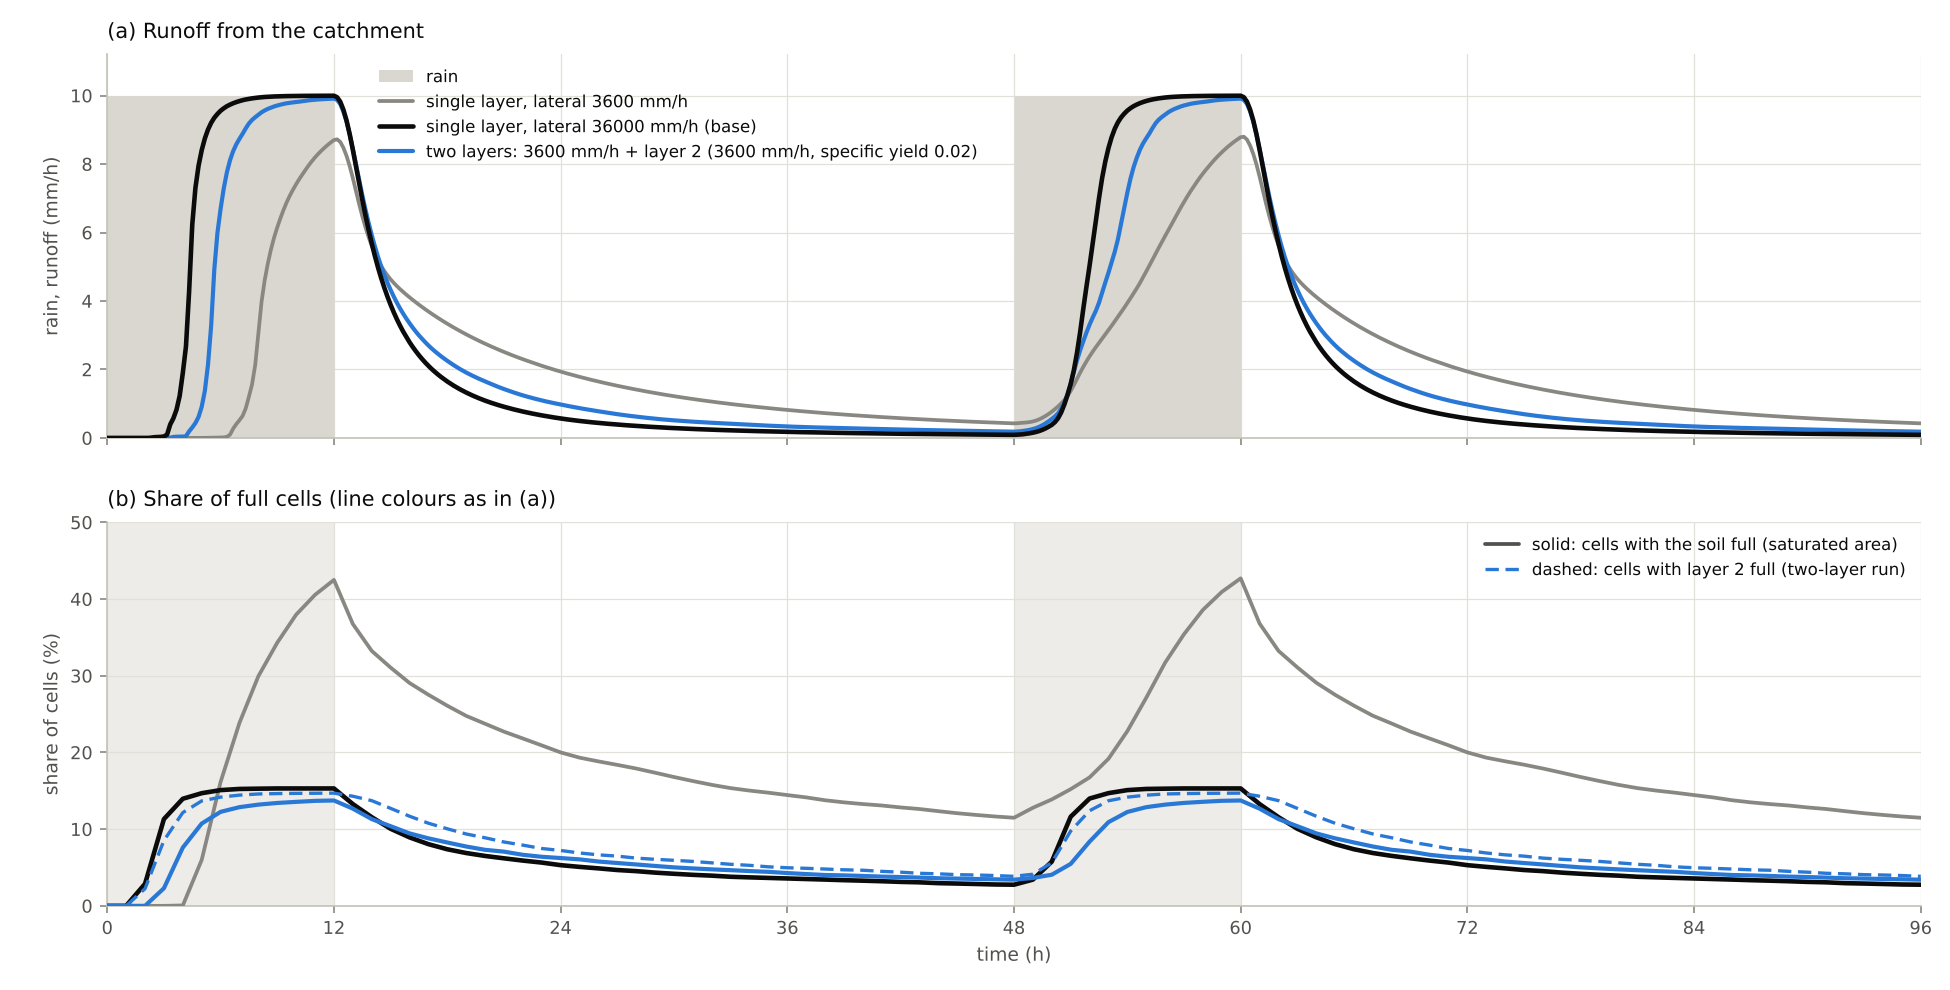 (a) Runoff from the catchment
rain
single layer, lateral 3600 mm/h
single layer, lateral 36000 mm/h (base)
two layers: 3600 mm/h + layer 2 (3600 mm/h, specific yield 0.02)
rain, runoff (mm/h)
10
8
6
4
2
0
(b) Share of full cells (line colours as in (a))
solid: cells with the soil full (saturated area)
dashed: cells with layer 2 full (two-layer run)
share of cells (%)
50
40
30
20
10
0
0 12 24 36 48 60 72 84 96
time (h)